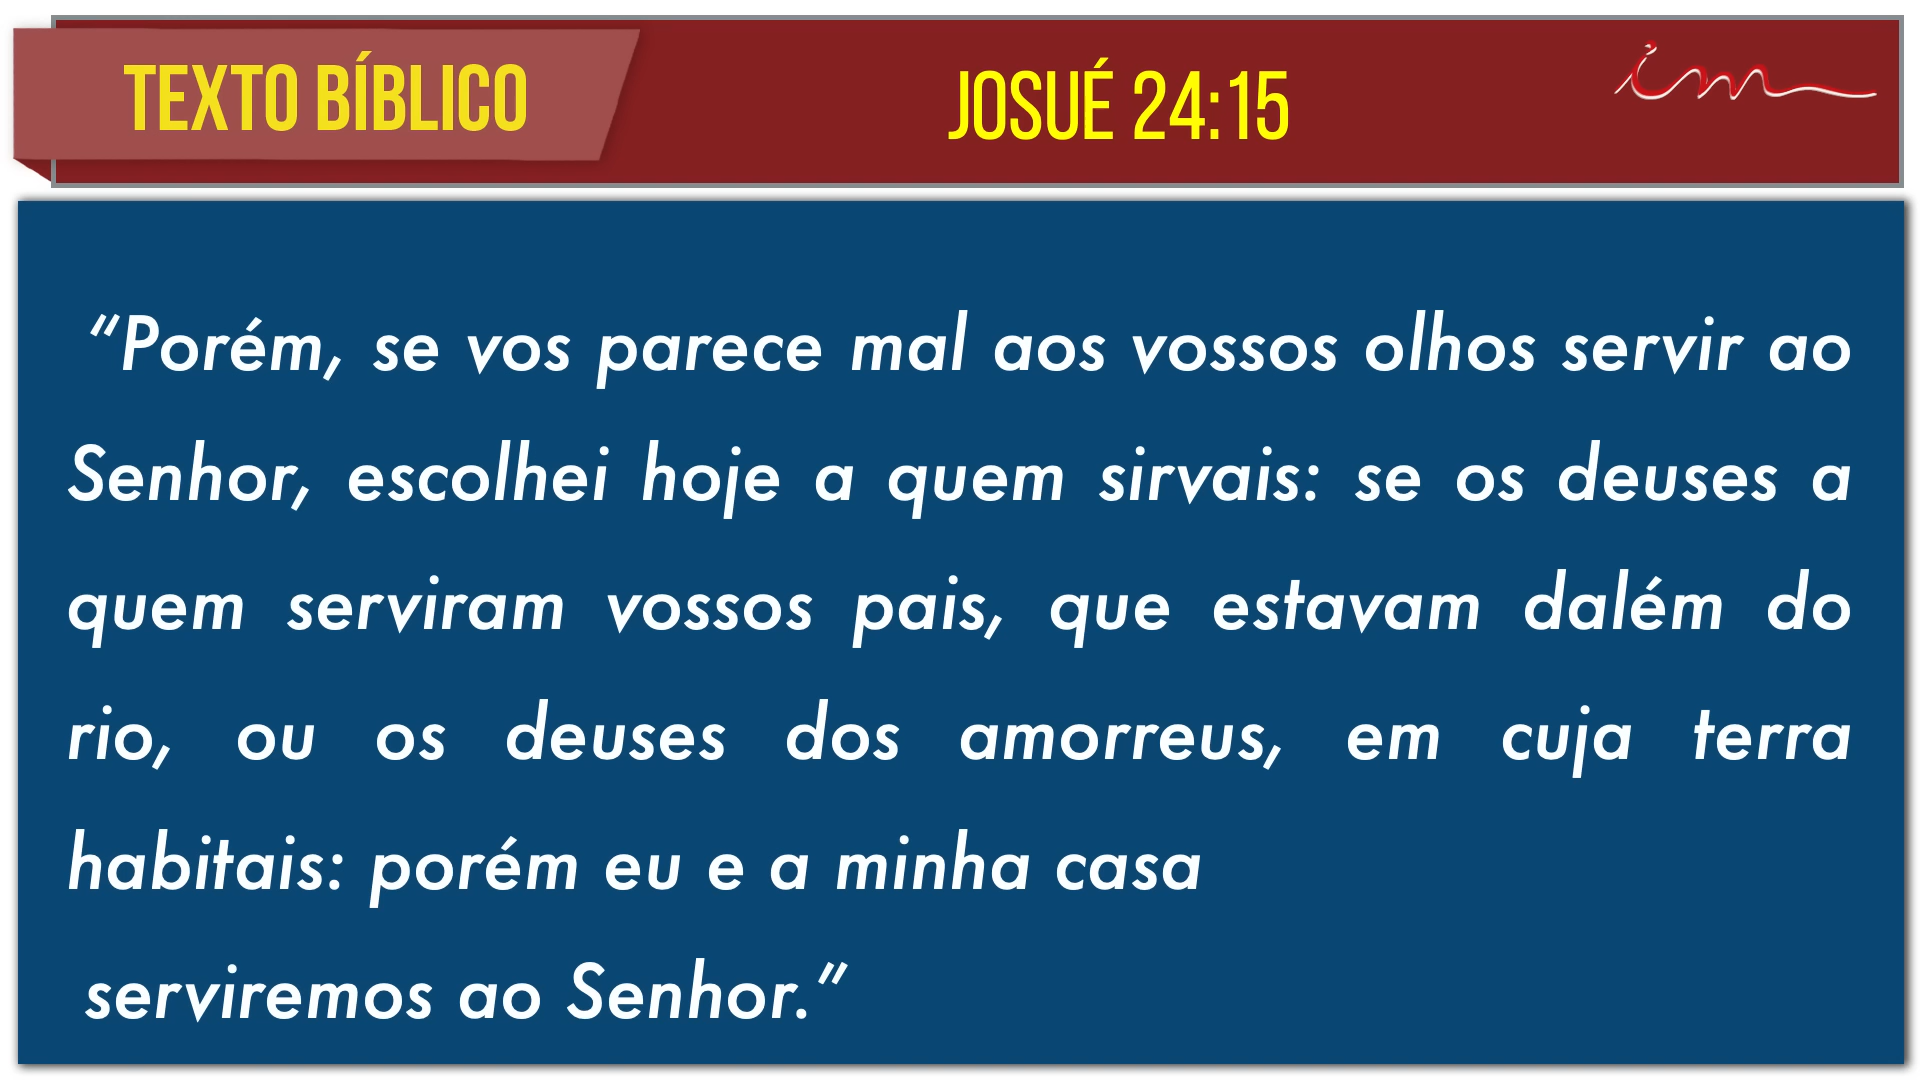 TEXTO BÍBLICO
JOSUÉ 24:15
im
“Porém, se vos parece mal aos vossos olhos servir ao
Senhor, escolhei hoje a quem sirvais: se os deuses a
quem serviram vossos pais, que estavam dalém do
rio, ou os deuses dos amorreus, em cuja terra
habitais: porém eu e a minha casa
serviremos ao Senhor.”